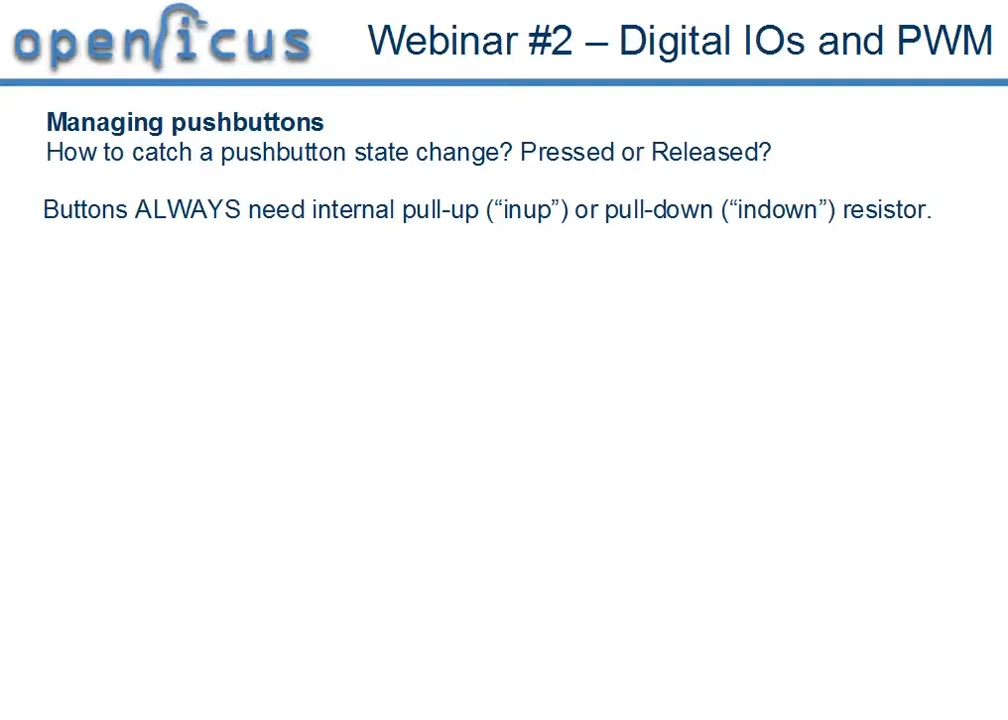 openPicus
Webinar #2 – Digital IOs and PWM
Managing pushbuttons
How to catch a pushbutton state change? Pressed or Released?
Buttons ALWAYS need internal pull-up (“inup”) or pull-down (“indown”) resistor.